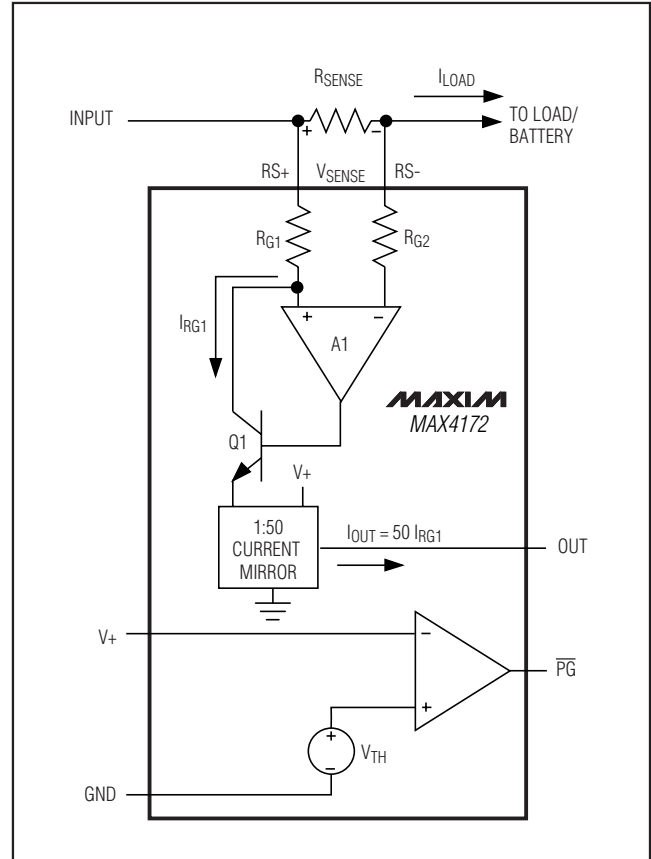 RSENSE
ILOAD
INPUT
+
−
TO LOAD/
BATTERY
RS+
VSENSE
RS-
RG1
RG2
IRG1
+
−
A1
MAXIM
MAX4172
Q1
V+
1:50
CURRENT
MIRROR
IOUT = 50 IRG1
OUT
V+
−
PG
+
+
−
VTH
GND